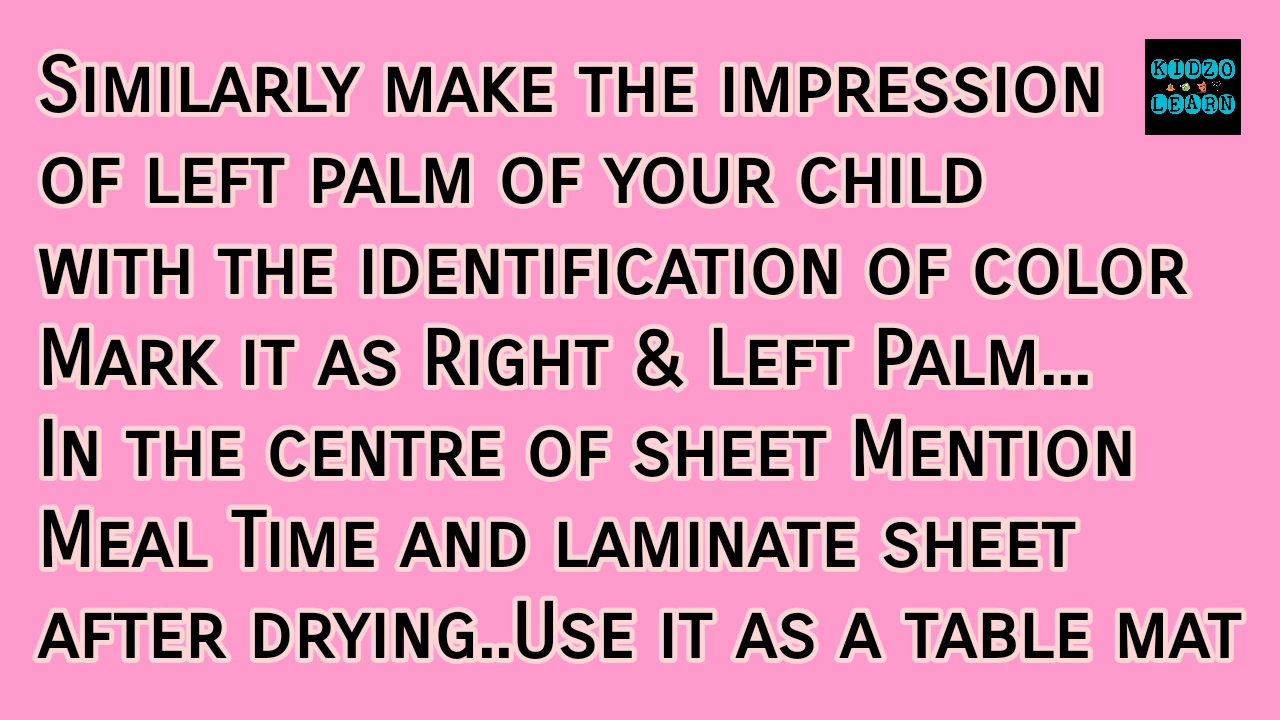 Similarly make the impression
of left palm of your child
with the identification of color
Mark it as Right & Left Palm...
In the centre of sheet Mention
Meal Time and laminate sheet
after drying..Use it as a table mat
KIDZO
LEARN